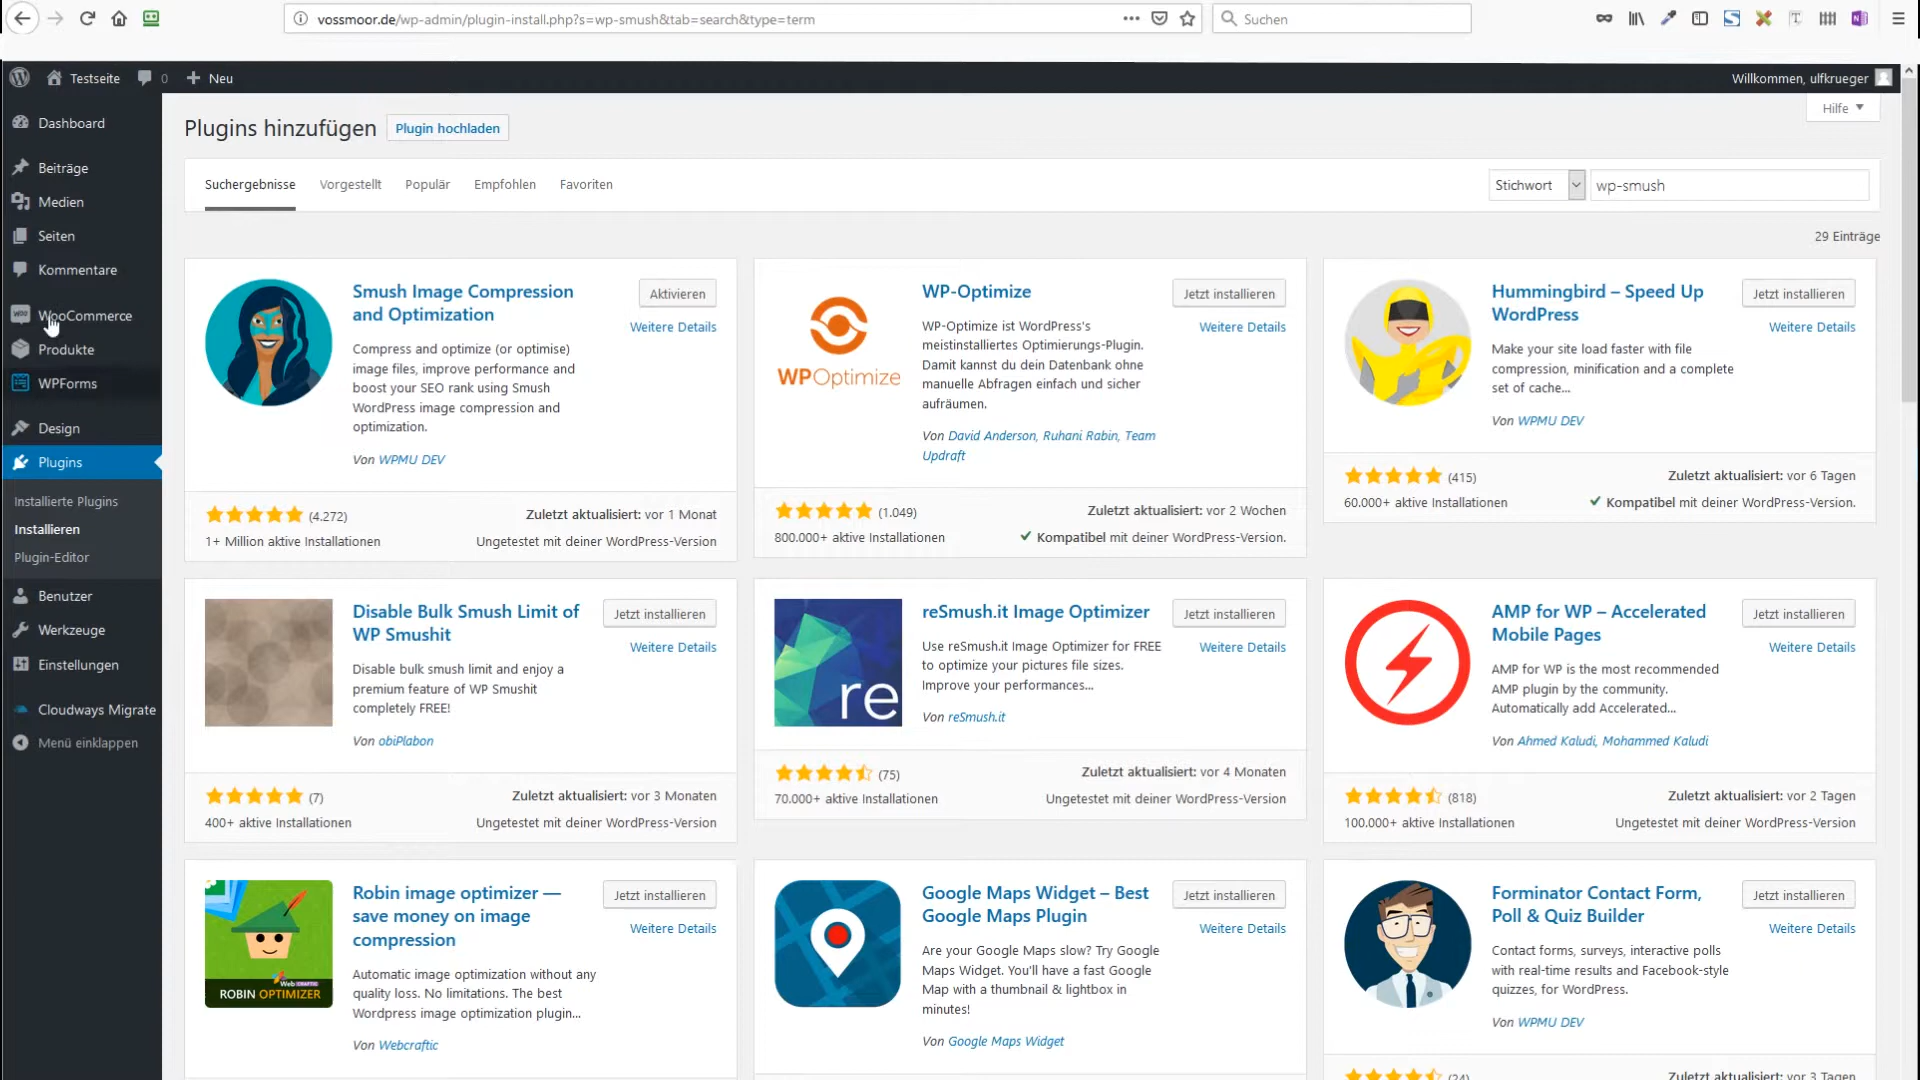 vossmoor.de/wp-admin/plugin-install.php?s=wp-smush&tab=search&type=term
Suchen
Testseite
0
Neu
Willkommen, ulfkrueger
Dashboard
Beiträge
Medien
Seiten
Kommentare
WooCommerce
Produkte
WPForms
Design
Plugins
Installierte Plugins
Installieren
Plugin-Editor
Benutzer
Werkzeuge
Einstellungen
Cloudways Migrate
Menü einklappen
Hilfe
Plugins hinzufügen
Plugin hochladen
Suchergebnisse
Vorgestellt
Populär
Empfohlen
Favoriten
Stichwort
wp-smush
29 Einträge
Smush Image Compression
and Optimization
Aktivieren
Weitere Details
Compress and optimize (or optimise)
image files, improve performance and
boost your SEO rank using Smush
WordPress image compression and
optimization.
Von WPMU DEV
(4.272)
Zuletzt aktualisiert: vor 1 Monat
1+ Million aktive Installationen
Ungetestet mit deiner WordPress-Version
WPOptimize
WP-Optimize
Jetzt installieren
Weitere Details
WP-Optimize ist WordPress's
meistinstalliertes Optimierungs-Plugin.
Damit kannst du dein Datenbank ohne
manuelle Abfragen einfach und sicher
aufräumen.
Von David Anderson, Ruhani Rabin, Team
Updraft
(1.049)
Zuletzt aktualisiert: vor 2 Wochen
800.000+ aktive Installationen
Kompatibel mit deiner WordPress-Version.
Hummingbird – Speed Up
WordPress
Jetzt installieren
Weitere Details
Make your site load faster with file
compression, minification and a complete
set of cache…
Von WPMU DEV
(415)
Zuletzt aktualisiert: vor 6 Tagen
60.000+ aktive Installationen
Kompatibel mit deiner WordPress-Version.
Disable Bulk Smush Limit of
WP Smushit
Jetzt installieren
Weitere Details
Disable bulk smush limit and enjoy a
premium feature of WP Smushit
completely FREE!
Von obiPlabon
(7)
Zuletzt aktualisiert: vor 3 Monaten
400+ aktive Installationen
Ungetestet mit deiner WordPress-Version
re
reSmush.it Image Optimizer
Jetzt installieren
Weitere Details
Use reSmush.it Image Optimizer for FREE
to optimize your pictures file sizes.
Improve your performances…
Von reSmush.it
(75)
Zuletzt aktualisiert: vor 4 Monaten
70.000+ aktive Installationen
Ungetestet mit deiner WordPress-Version
AMP for WP – Accelerated
Mobile Pages
Jetzt installieren
Weitere Details
AMP for WP is the most recommended
AMP plugin by the community.
Automatically add Accelerated…
Von Ahmed Kaludi, Mohammed Kaludi
(818)
Zuletzt aktualisiert: vor 2 Tagen
100.000+ aktive Installationen
Ungetestet mit deiner WordPress-Version
ROBIN OPTIMIZER
Robin image optimizer —
save money on image
compression
Jetzt installieren
Weitere Details
Automatic image optimization without any
quality loss. No limitations. The best
Wordpress image optimization plugin…
Von Webcraftic
Google Maps Widget – Best
Google Maps Plugin
Jetzt installieren
Weitere Details
Are your Google Maps slow? Try Google
Maps Widget. You'll have a fast Google
Map with a thumbnail & lightbox in
minutes!
Von Google Maps Widget
Forminator Contact Form,
Poll & Quiz Builder
Jetzt installieren
Weitere Details
Contact forms, surveys, interactive polls
with real-time results and Facebook-style
quizzes, for WordPress.
Von WPMU DEV
(24)
Zuletzt aktualisiert: vor 3 Tagen